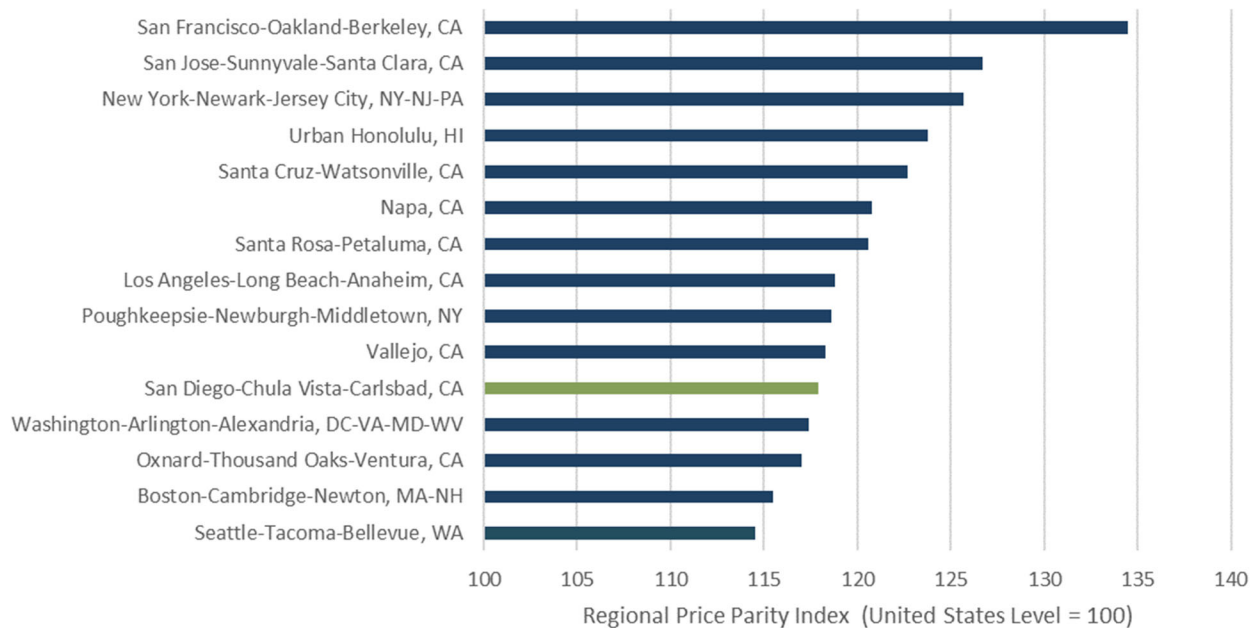 San Francisco-Oakland-Berkeley, CA
San Jose-Sunnyvale-Santa Clara, CA
New York-Newark-Jersey City, NY-NJ-PA
Urban Honolulu, HI
Santa Cruz-Watsonville, CA
Napa, CA
Santa Rosa-Petaluma, CA
Los Angeles-Long Beach-Anaheim, CA
Poughkeepsie-Newburgh-Middletown, NY
Vallejo, CA
San Diego-Chula Vista-Carlsbad, CA
Washington-Arlington-Alexandria, DC-VA-MD-WV
Oxnard-Thousand Oaks-Ventura, CA
Boston-Cambridge-Newton, MA-NH
Seattle-Tacoma-Bellevue, WA
100 105 110 115 120 125 130 135 140
Regional Price Parity Index (United States Level = 100)